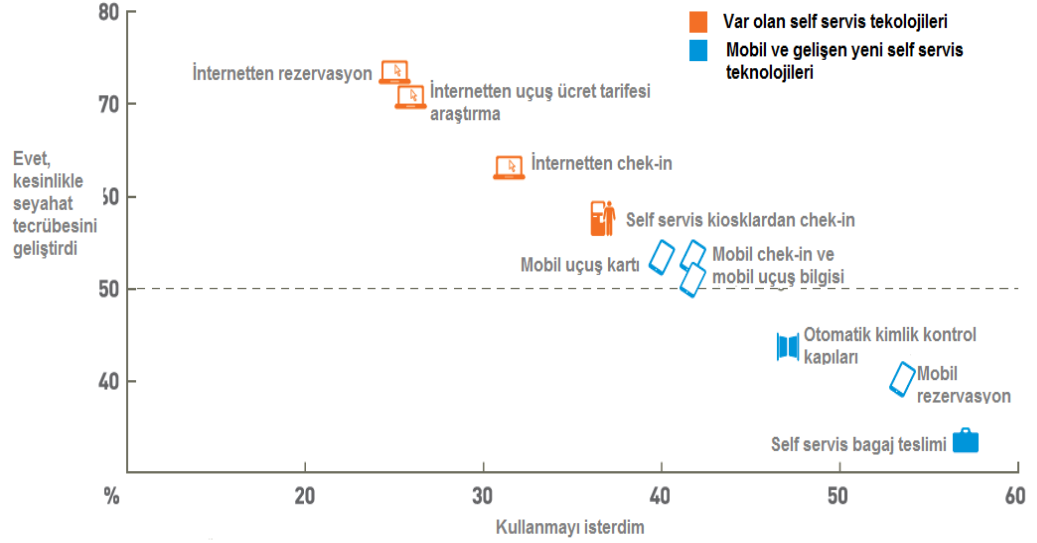 80
Var olan self servis tekolojileri
Mobil ve gelişen yeni self servis
teknolojileri
İnternetten rezervasyon
İnternetten uçuş ücret tarifesi
araştırma
70
Evet,
kesinlikle
seyahat
tecrübesini
geliştirdi
İnternetten chek-in
60
Self servis kiosklardan chek-in
Mobil uçuş kartı
Mobil chek-in ve
mobil uçuş bilgisi
50
Otomatik kimlik kontrol
kapıları
40
Mobil
rezervasyon
Self servis bagaj teslimi
% 20 30 40 50 60
Kullanmayı isterdim